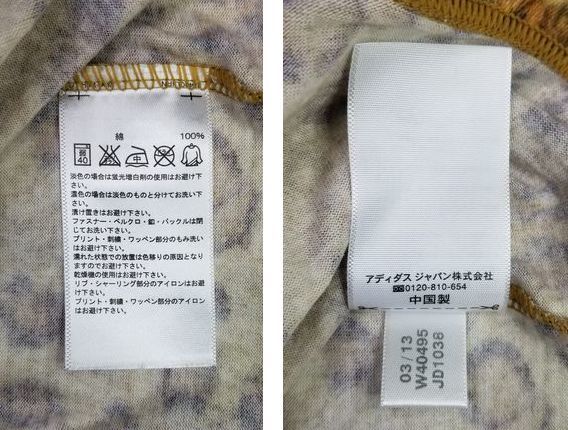 綿 100%
弱 40 中
淡色の場合は蛍光増白剤の使用はお避け下さい。
濃色の場合は淡色のものと分けてお洗い下さい。
漬け置きはお避け下さい。
ファスナー・ベルクロ・釦・バックルは閉じてお洗い下さい。
プリント・刺繍・ワッペン部分のもみ洗いはお避け下さい。
濡れた状態での放置は色移りの原因となりますのでお避け下さい。
乾燥機の使用はお避け下さい。
リブ・シャーリング部分のアイロンはお避け下さい。
プリント・刺繍・ワッペン部分のアイロンはお避け下さい。
アディダス ジャパン株式会社
0120-810-654
中国製
03/13
W40495
JD1038